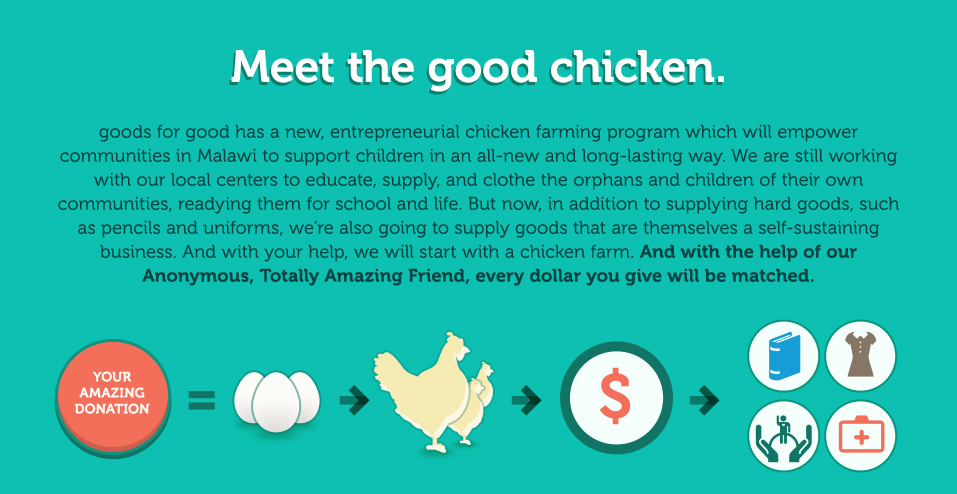 Meet the good chicken.
goods for good has a new, entrepreneurial chicken farming program which will empower
communities in Malawi to support children in an all-new and long-lasting way. We are still working
with our local centers to educate, supply, and clothe the orphans and children of their own
communities, readying them for school and life. But now, in addition to supplying hard goods, such
as pencils and uniforms, we're also going to supply goods that are themselves a self-sustaining
business. And with your help, we will start with a chicken farm. And with the help of our
Anonymous, Totally Amazing Friend, every dollar you give will be matched.
YOUR
AMAZING
DONATION
=
$